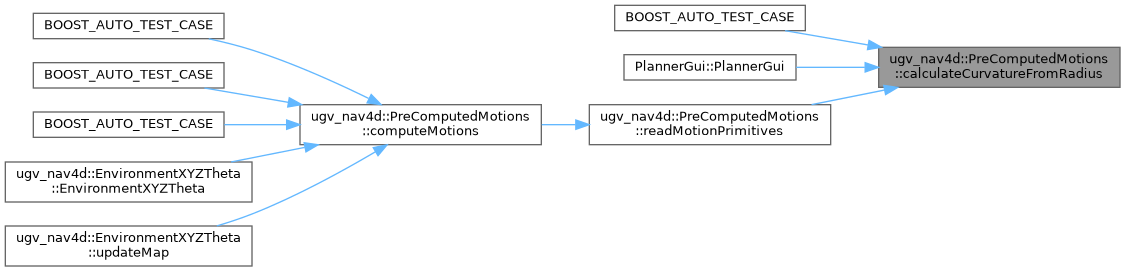 BOOST_AUTO_TEST_CASE
BOOST_AUTO_TEST_CASE
BOOST_AUTO_TEST_CASE
ugv_nav4d::EnvironmentXYZTheta
::EnvironmentXYZTheta
ugv_nav4d::EnvironmentXYZTheta
::updateMap
ugv_nav4d::PreComputedMotions
::computeMotions
BOOST_AUTO_TEST_CASE
PlannerGui::PlannerGui
ugv_nav4d::PreComputedMotions
::readMotionPrimitives
ugv_nav4d::PreComputedMotions
::calculateCurvatureFromRadius